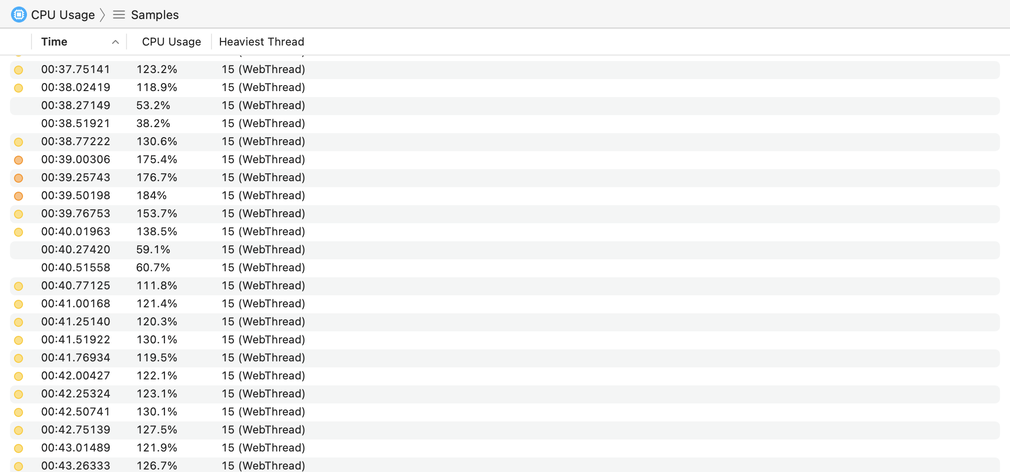 CPU Usage Samples
Time CPU Usage Heaviest Thread
00:37.75141 123.2% 15 (WebThread)
00:38.02419 118.9% 15 (WebThread)
00:38.27149 53.2% 15 (WebThread)
00:38.51921 38.2% 15 (WebThread)
00:38.77222 130.6% 15 (WebThread)
00:39.00306 175.4% 15 (WebThread)
00:39.25743 176.7% 15 (WebThread)
00:39.50198 184% 15 (WebThread)
00:39.76753 153.7% 15 (WebThread)
00:40.01963 138.5% 15 (WebThread)
00:40.27420 59.1% 15 (WebThread)
00:40.51558 60.7% 15 (WebThread)
00:40.77125 111.8% 15 (WebThread)
00:41.00168 121.4% 15 (WebThread)
00:41.25140 120.3% 15 (WebThread)
00:41.51922 130.1% 15 (WebThread)
00:41.76934 119.5% 15 (WebThread)
00:42.00427 122.1% 15 (WebThread)
00:42.25324 123.1% 15 (WebThread)
00:42.50741 130.1% 15 (WebThread)
00:42.75139 127.5% 15 (WebThread)
00:43.01489 121.9% 15 (WebThread)
00:43.26333 126.7% 15 (WebThread)